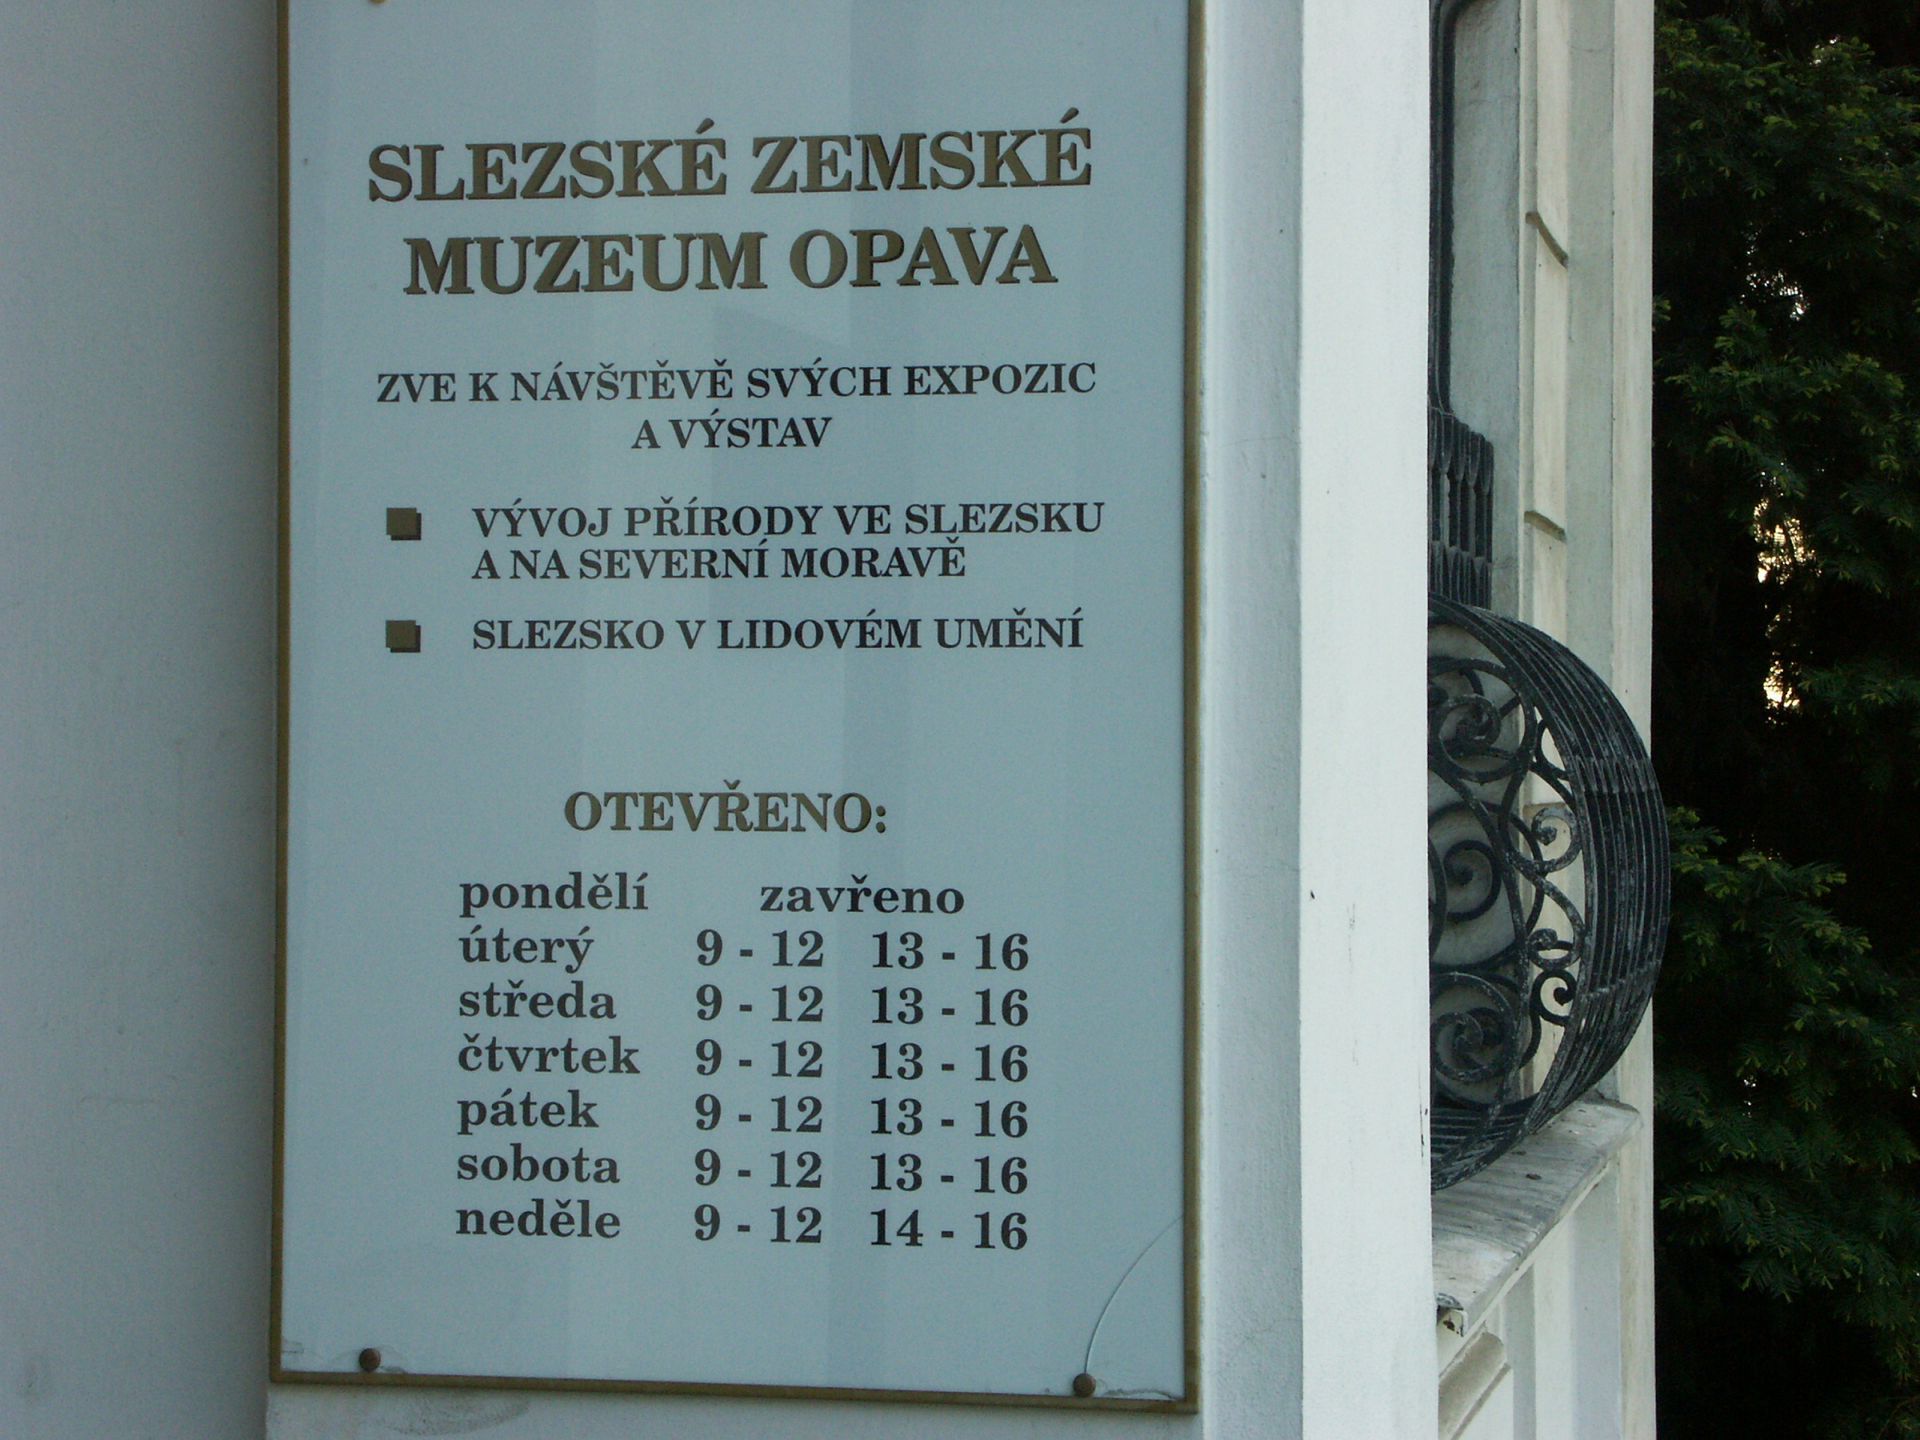 SLEZSKÉ ZEMSKÉ
MUZEUM OPAVA
ZVE K NÁVŠTĚVĚ SVÝCH EXPOZIC
A VÝSTAV
VÝVOJ PŘÍRODY VE SLEZSKU
A NA SEVERNÍ MORAVĚ
SLEZSKO V LIDOVÉM UMĚNÍ
OTEVŘENO:
pondělí zavřeno
úterý 9 - 12 13 - 16
středa 9 - 12 13 - 16
čtvrtek 9 - 12 13 - 16
pátek 9 - 12 13 - 16
sobota 9 - 12 13 - 16
neděle 9 - 12 14 - 16